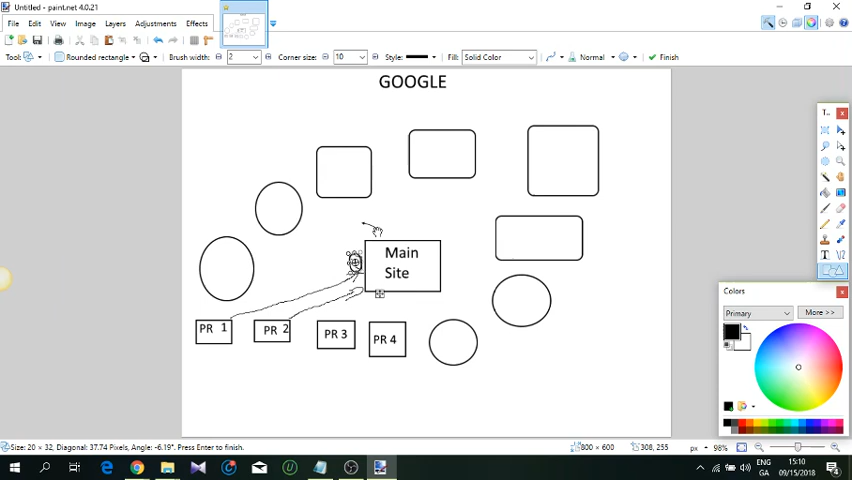 Untitled - paint.net 4.0.21
File Edit View Image Layers Adjustments Effects
Tool: Rounded rectangle Brush width: 2 Corner size: 10 Style: Fill: Solid Color Normal Finish
GOOGLE
Main
Site
PR 1 PR 2 PR 3 PR 4
T...
Colors
Primary More >>
Size: 20 x 32, Diagonal: 37.74 Pixels, Angle: -6.19°. Press Enter to finish. 800 × 600 308, 255 px 98%
ENG 15:10
GA 09/15/2018 4